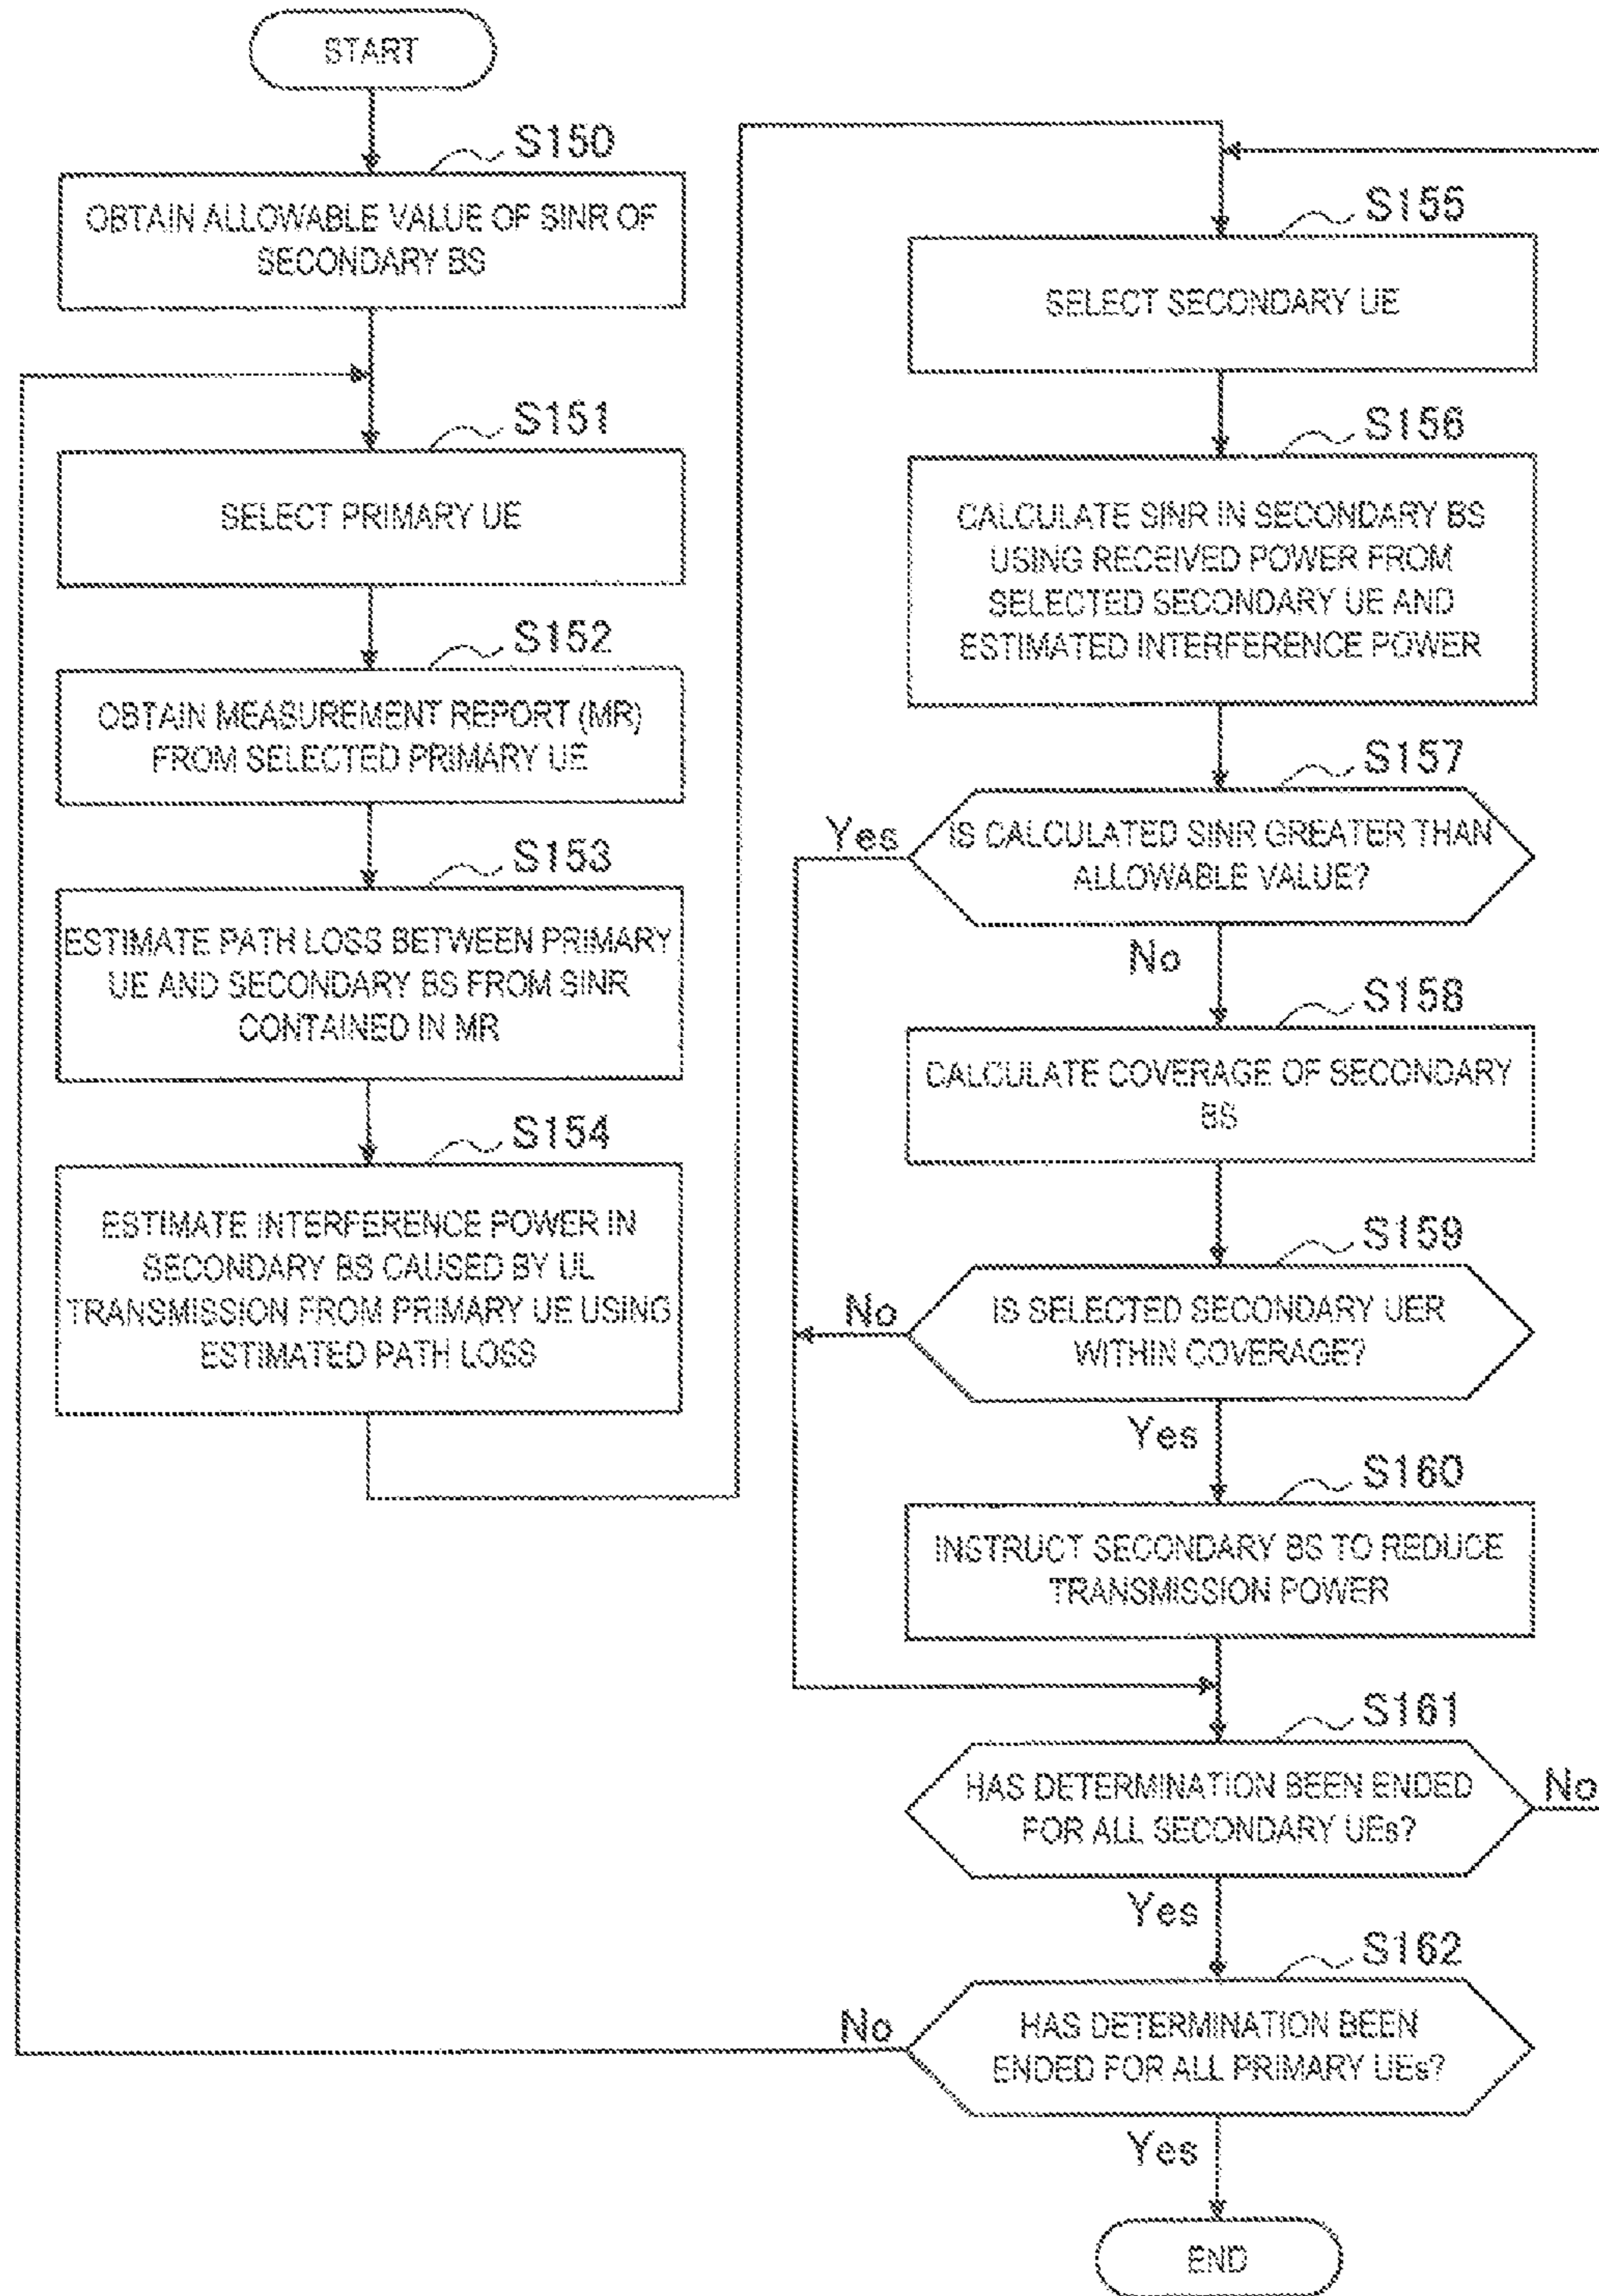 START
S150
OBTAIN ALLOWABLE VALUE OF SINR OF
SECONDARY BS
S151
SELECT PRIMARY UE
S152
OBTAIN MEASUREMENT REPORT (MR)
FROM SELECTED PRIMARY UE
S153
ESTIMATE PATH LOSS BETWEEN PRIMARY
UE AND SECONDARY BS FROM SINR
CONTAINED IN MR
S154
ESTIMATE INTERFERENCE POWER IN
SECONDARY BS CAUSED BY UL
TRANSMISSION FROM PRIMARY UE USING
ESTIMATED PATH LOSS
S155
SELECT SECONDARY UE
S156
CALCULATE SINR IN SECONDARY BS
USING RECEIVED POWER FROM
SELECTED SECONDARY UE AND
ESTIMATED INTERFERENCE POWER
S157
Yes
IS CALCULATED SINR GREATER THAN
ALLOWABLE VALUE?
No
S158
CALCULATE COVERAGE OF SECONDARY
BS
S159
No
IS SELECTED SECONDARY UER
WITHIN COVERAGE?
Yes
S160
INSTRUCT SECONDARY BS TO REDUCE
TRANSMISSION POWER
S161
HAS DETERMINATION BEEN ENDED
FOR ALL SECONDARY UEs?
No
Yes
S162
No
HAS DETERMINATION BEEN
ENDED FOR ALL PRIMARY UEs?
Yes
END